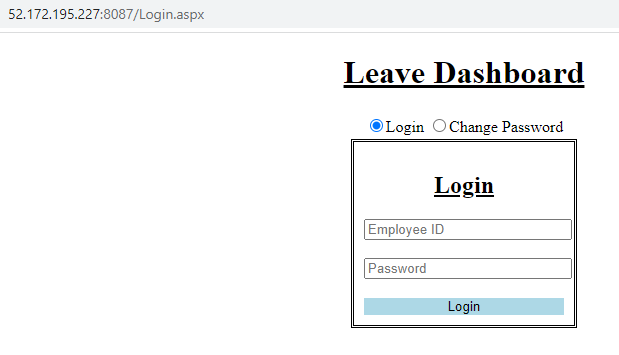 52.172.195.227:8087/Login.aspx
Leave Dashboard
Login Change Password
Login
Employee ID
Password
Login